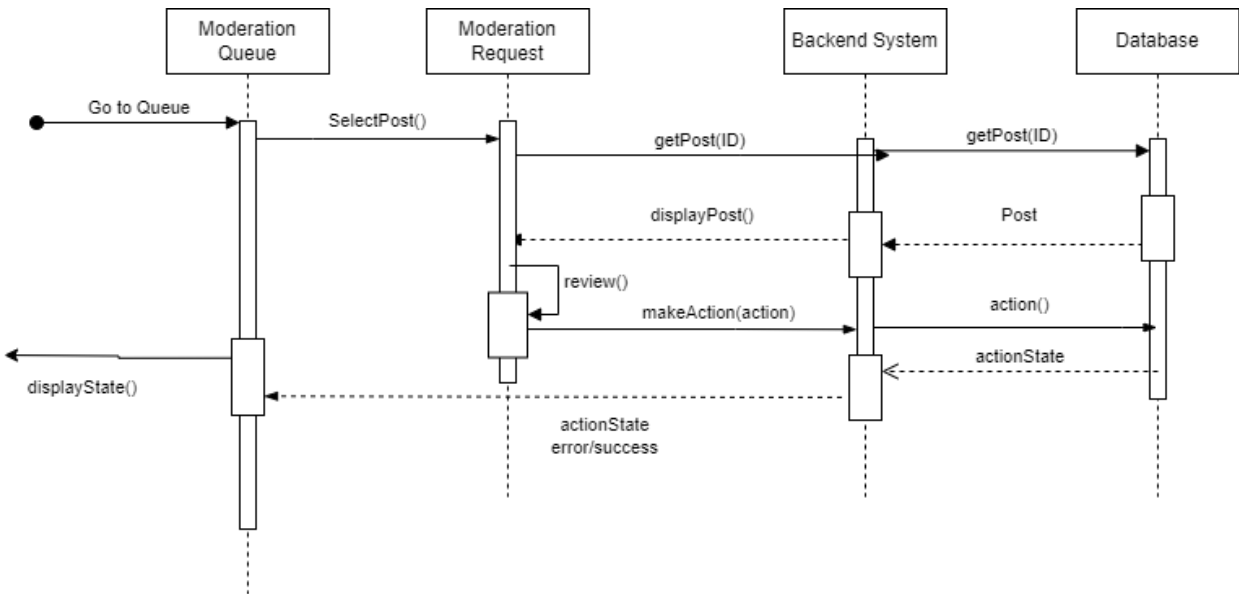 Moderation
Queue
Moderation
Request
Backend System
Database
Go to Queue
SelectPost()
getPost(ID)
getPost(ID)
displayPost()
Post
review()
makeAction(action)
action()
displayState()
actionState
actionState
error/success